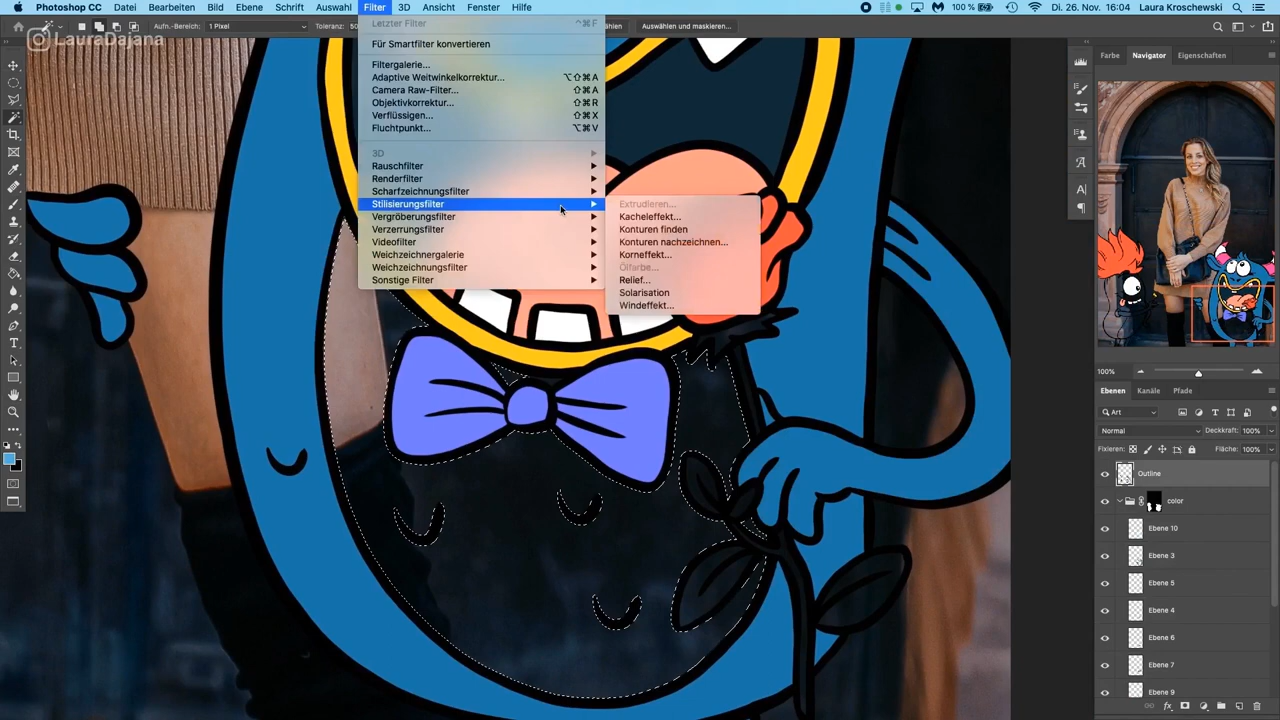 Photoshop CC Datei Bearbeiten Bild Ebene Schrift Auswahl Filter 3D Ansicht Fenster Hilfe 100 % Di. 26. Nov. 16:04 Laura Kroschewski
Aufn.-Bereich: 1 Pixel Toleranz: Auswählen und maskieren...
LauraDajana
Letzter Filter ^⌘F
Für Smartfilter konvertieren
Filtergalerie...
Adaptive Weitwinkelkorrektur... ⌥⇧⌘A
Camera Raw-Filter... ⇧⌘A
Objektivkorrektur... ⇧⌘R
Verflüssigen... ⇧⌘X
Fluchtpunkt... ⌥⌘V
3D
Rauschfilter
Renderfilter
Scharfzeichnungsfilter
Stilisierungsfilter
Vergröberungsfilter
Verzerrungsfilter
Videofilter
Weichzeichnergalerie
Weichzeichnungsfilter
Sonstige Filter
Extrudieren...
Kacheleffekt...
Konturen finden
Konturen nachzeichnen...
Korneffekt...
Ölfarbe...
Relief...
Solarisation
Windeffekt...
Farbe Navigator Eigenschaften
100%
Ebenen Kanäle Pfade
Art
Normal Deckkraft: 100%
Fixieren: Fläche: 100%
Outline
color
Ebene 10
Ebene 3
Ebene 5
Ebene 4
Ebene 6
Ebene 7
Ebene 9